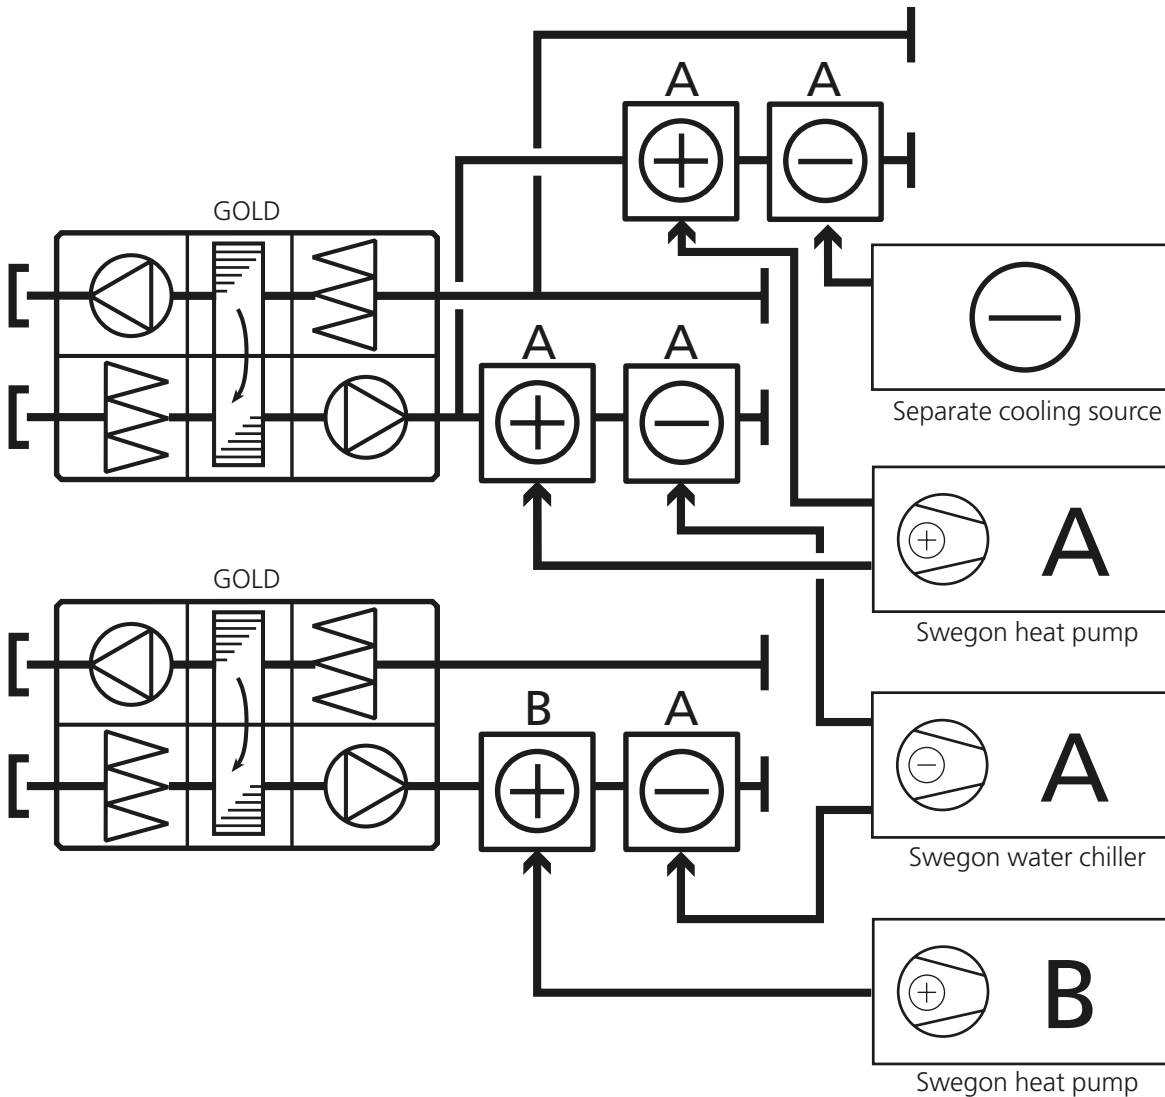 A A
GOLD
A A
Separate cooling source
A
Swegon heat pump
GOLD
B A
A
Swegon water chiller
B
Swegon heat pump